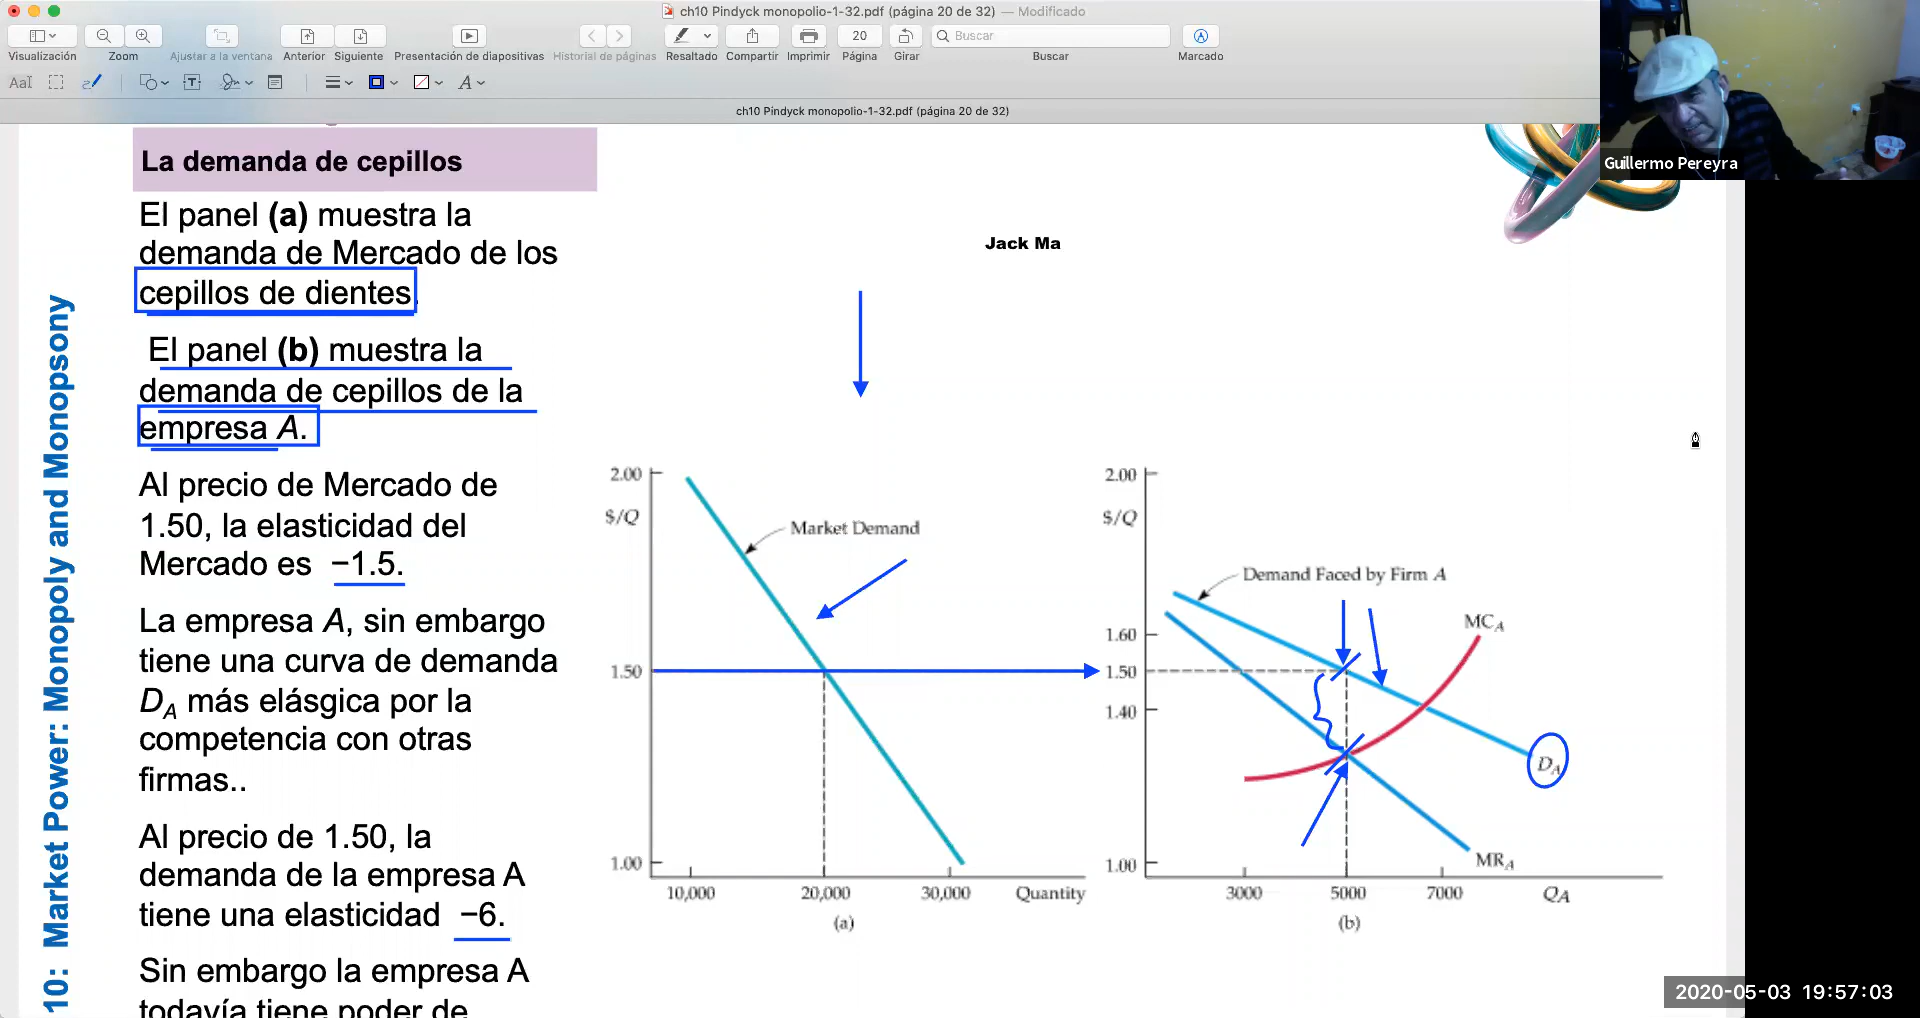 ch10 Pindyck monopolio-1-32.pdf (página 20 de 32) — Modificado
20
Buscar
Visualización
Zoom
Ajustar a la ventana
Anterior
Siguiente
Presentación de diapositivas
Historial de páginas
Resaltado
Compartir
Imprimir
Página
Girar
Buscar
Marcado
ch10 Pindyck monopolio-1-32.pdf (página 20 de 32)
Guillermo Pereyra
10: Market Power: Monopoly and Monopsony
La demanda de cepillos
El panel (a) muestra la
demanda de Mercado de los
cepillos de dientes.
El panel (b) muestra la
demanda de cepillos de la
empresa A.
Al precio de Mercado de
1.50, la elasticidad del
Mercado es −1.5.
La empresa A, sin embargo
tiene una curva de demanda
DA más elásgica por la
competencia con otras
firmas..
Al precio de 1.50, la
demanda de la empresa A
tiene una elasticidad −6.
Sin embargo la empresa A
todavía tiene poder de
Jack Ma
2.00
$/Q
Market Demand
1.50
1.00
10,000
20,000
30,000
Quantity
(a)
2.00
$/Q
Demand Faced by Firm A
MCA
1.60
1.50
1.40
DA
1.00
MRA
3000
5000
7000
QA
(b)
2020-05-03 19:57:03